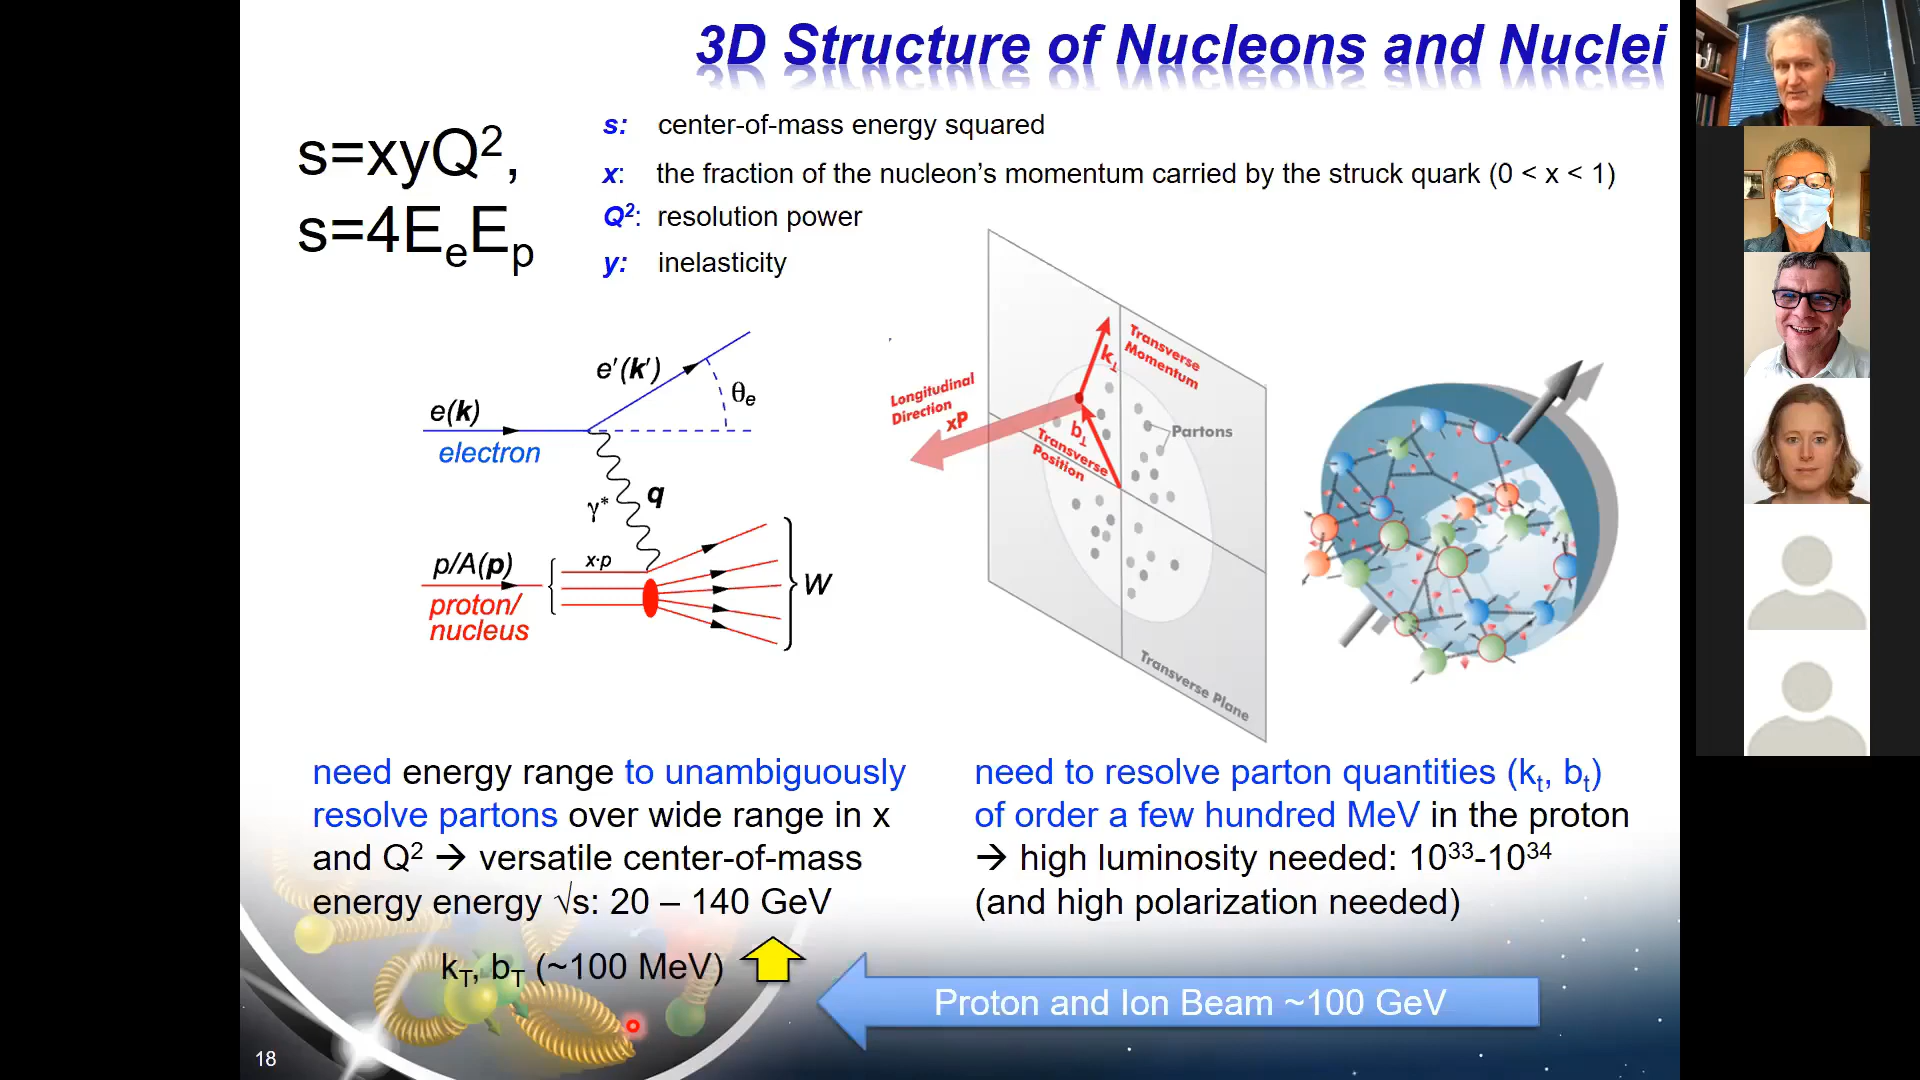 3D Structure of Nucleons and Nuclei
s=xyQ²,
s=4EₑEₚ
s: center-of-mass energy squared
x: the fraction of the nucleon’s momentum carried by the struck quark (0 < x < 1)
Q²: resolution power
y: inelasticity
e'(k')
θₑ
e(k)
electron
γ*
q
p/A(p)
x·p
proton/
nucleus
W
Longitudinal
Direction
xP
k⊥
Transverse
Momentum
b⊥
Transverse
Position
Partons
Transverse Plane
need energy range to unambiguously
resolve partons over wide range in x
and Q² → versatile center-of-mass
energy energy √s: 20 – 140 GeV
need to resolve parton quantities (kₜ, bₜ)
of order a few hundred MeV in the proton
→ high luminosity needed: 10³³-10³⁴
(and high polarization needed)
k_T, b_T (~100 MeV)
Proton and Ion Beam ~100 GeV
18